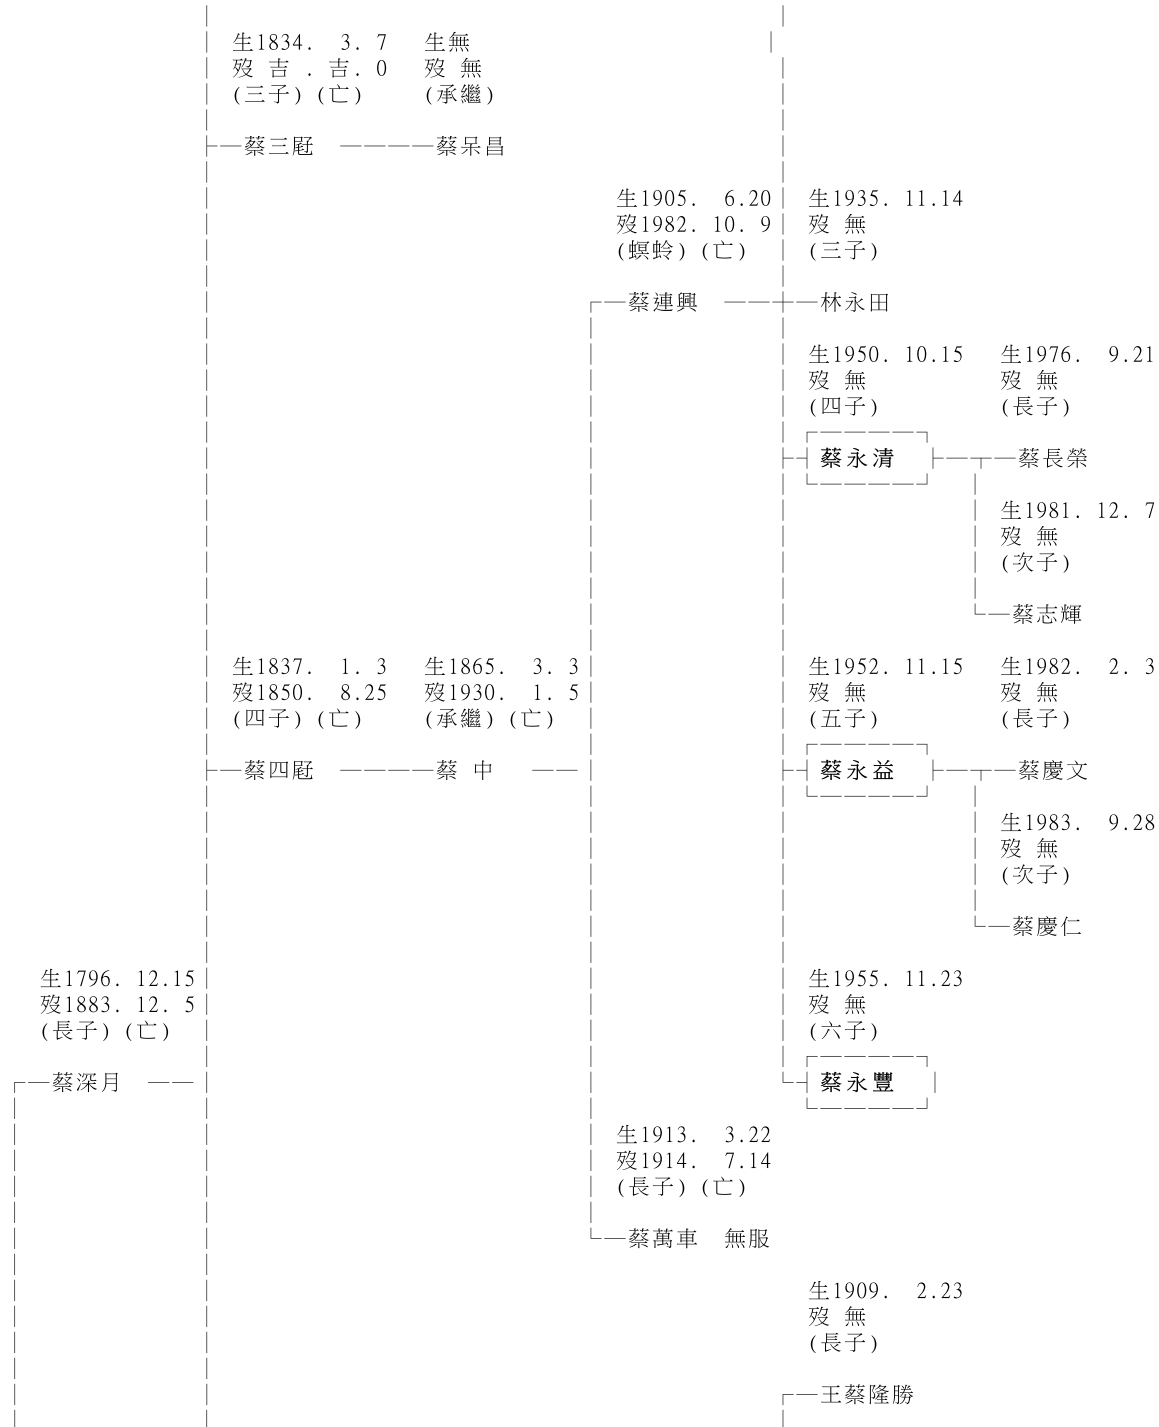 生1834. 3. 7 生無
歿 吉 . 吉. 0 歿 無
(三子)(亡) (承繼)
蔡三屘 蔡呆昌
生1905. 6.20 生1935. 11.14
歿1982. 10. 9 歿 無
(螟蛉)(亡) (三子)
蔡連興 林永田
生1950. 10.15 生1976. 9.21
歿 無 歿 無
(四子) (長子)
蔡永清 蔡長榮
生1981. 12. 7
歿 無
(次子)
蔡志輝
生1837. 1. 3 生1865. 3. 3 生1952. 11.15 生1982. 2. 3
歿1850. 8.25 歿1930. 1. 5 歿 無 歿 無
(四子)(亡) (承繼)(亡) (五子) (長子)
蔡四屘 蔡 中 蔡永益 蔡慶文
生1983. 9.28
歿 無
(次子)
蔡慶仁
生1796. 12.15 生1955. 11.23
歿1883. 12. 5 歿 無
(長子)(亡) (六子)
蔡深月 蔡永豐
生1913. 3.22
歿1914. 7.14
(長子)(亡)
蔡萬車 無服
生1909. 2.23
歿 無
(長子)
王蔡隆勝